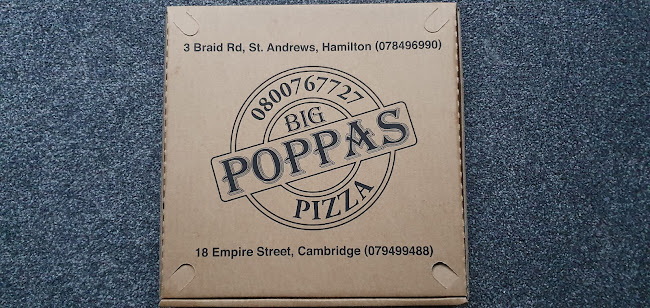 3 Braid Rd, St. Andrews, Hamilton (078496990)
0800767727
BIG
POPPAS
PIZZA
18 Empire Street, Cambridge (079499488)